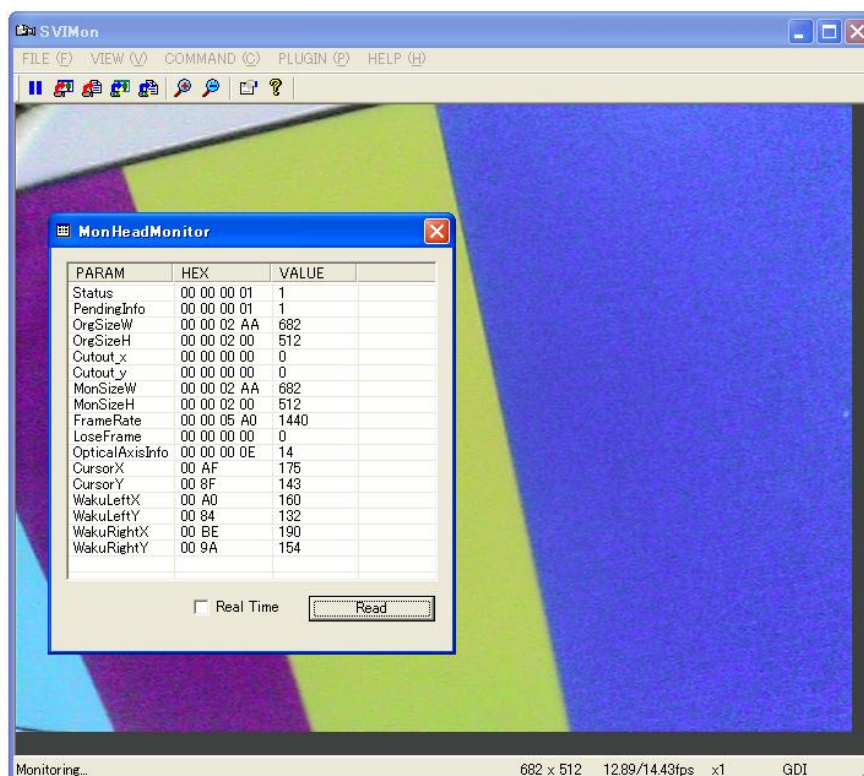 SVIMon
FILE (F) VIEW (V) COMMAND (C) PLUGIN (P) HELP (H)
MonHeadMonitor
PARAM HEX VALUE
Status 00 00 00 01 1
PendingInfo 00 00 00 01 1
OrgSizeW 00 00 02 AA 682
OrgSizeH 00 00 02 00 512
Cutout_x 00 00 00 00 0
Cutout_y 00 00 00 00 0
MonSizeW 00 00 02 AA 682
MonSizeH 00 00 02 00 512
FrameRate 00 00 05 A0 1440
LoseFrame 00 00 00 00 0
OpticalAxisInfo 00 00 00 0E 14
CursorX 00 AF 175
CursorY 00 8F 143
WakuLeftX 00 A0 160
WakuLeftY 00 84 132
WakuRightX 00 BE 190
WakuRightY 00 9A 154
Real Time Read
Monitoring... 682 x 512 12.89/14.43fps x1 GDI